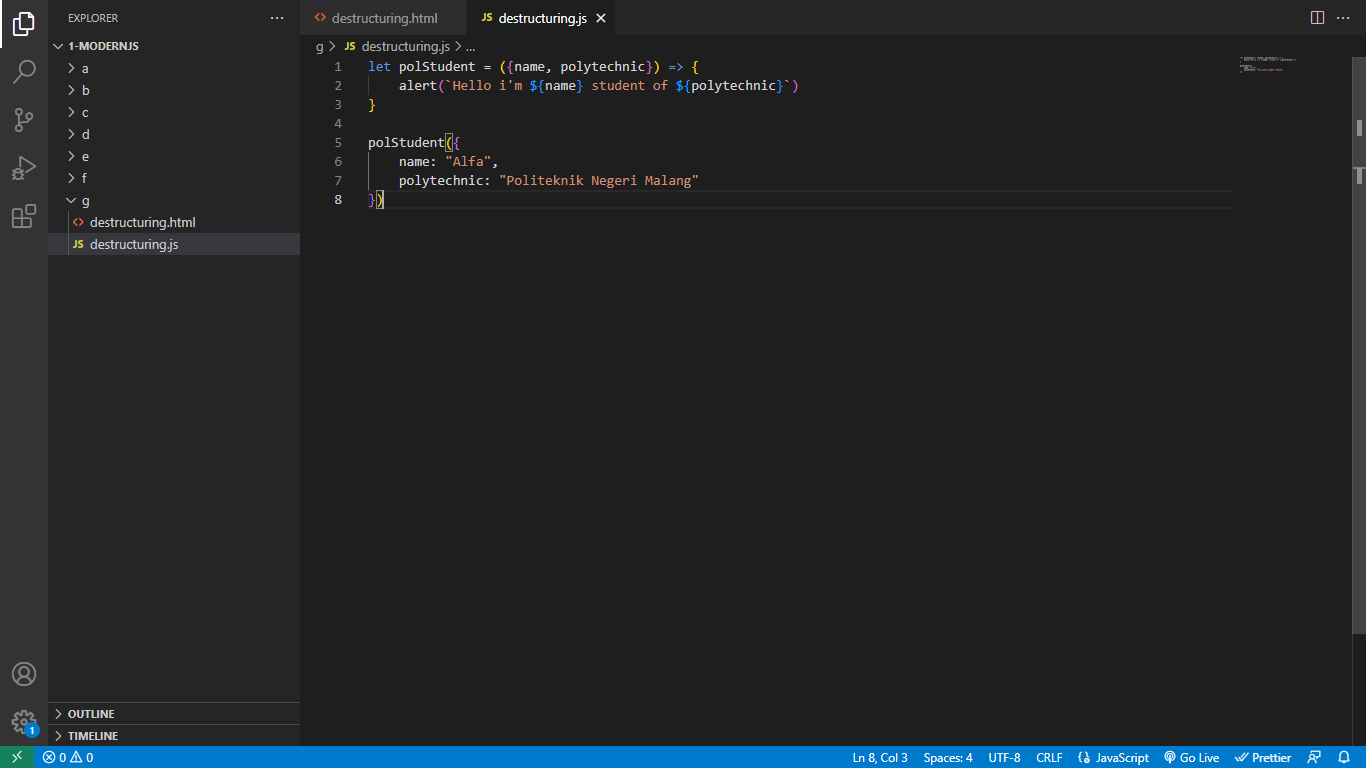 EXPLORER
1-MODERNJS
a
b
c
d
e
f
g
destructuring.html
JS destructuring.js
OUTLINE
TIMELINE
destructuring.html
JS destructuring.js
g > JS destructuring.js > ...
1 let polStudent = ({name, polytechnic}) => {
2 alert(`Hello i'm ${name} student of ${polytechnic}`)
3 }
4
5 polStudent({
6 name: "Alfa",
7 polytechnic: "Politeknik Negeri Malang"
8 })
1
0 0
Ln 8, Col 3 Spaces: 4 UTF-8 CRLF JavaScript Go Live Prettier